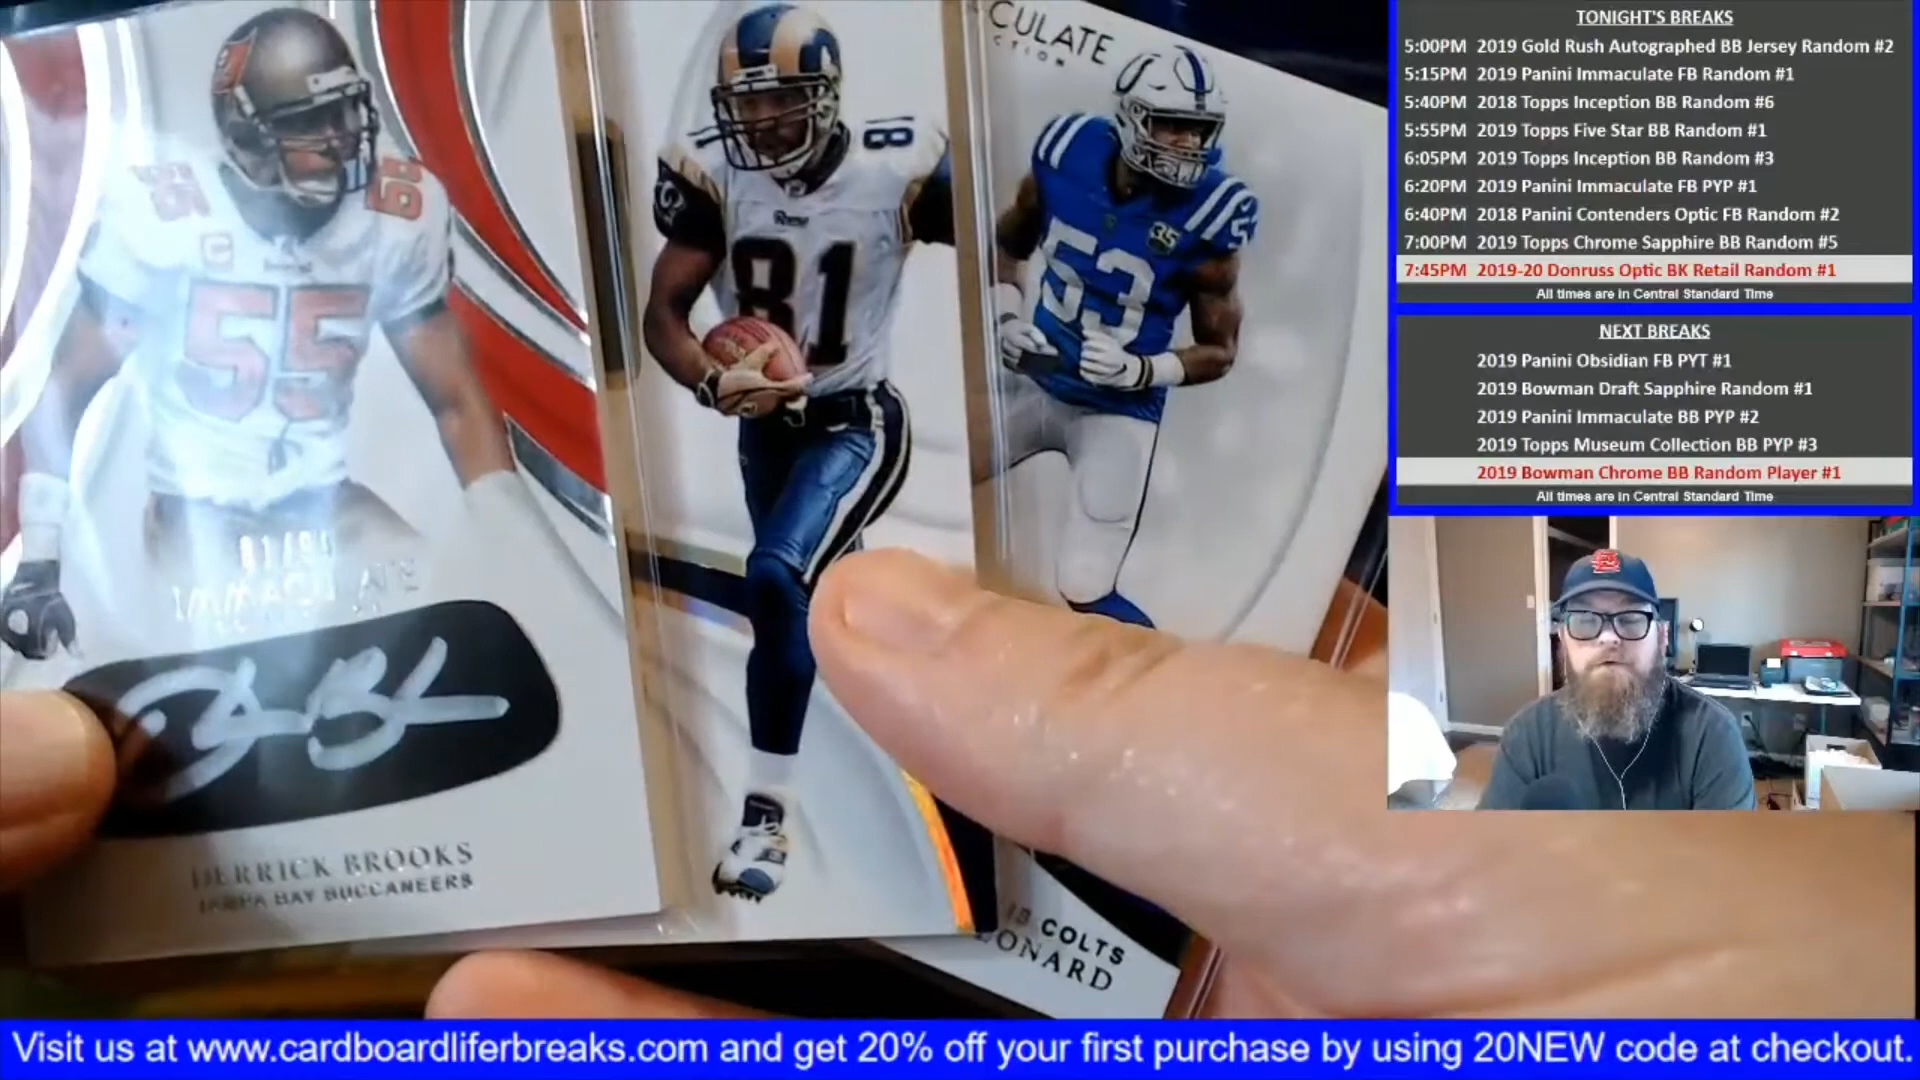 CULATE
CTION
81
81
53
35
55
55
IMMACULATE
DERRICK BROOKS
TAMPA BAY BUCCANEERS
COLTS
LEONARD
TONIGHT'S BREAKS
5:00PM 2019 Gold Rush Autographed BB Jersey Random #2
5:15PM 2019 Panini Immaculate FB Random #1
5:40PM 2018 Topps Inception BB Random #6
5:55PM 2019 Topps Five Star BB Random #1
6:05PM 2019 Topps Inception BB Random #3
6:20PM 2019 Panini Immaculate FB PYP #1
6:40PM 2018 Panini Contenders Optic FB Random #2
7:00PM 2019 Topps Chrome Sapphire BB Random #5
7:45PM 2019-20 Donruss Optic BK Retail Random #1
All times are in Central Standard Time
NEXT BREAKS
2019 Panini Obsidian FB PYT #1
2019 Bowman Draft Sapphire Random #1
2019 Panini Immaculate BB PYP #2
2019 Topps Museum Collection BB PYP #3
2019 Bowman Chrome BB Random Player #1
All times are in Central Standard Time
Visit us at www.cardboardliferbreaks.com and get 20% off your first purchase by using 20NEW code at checkout.